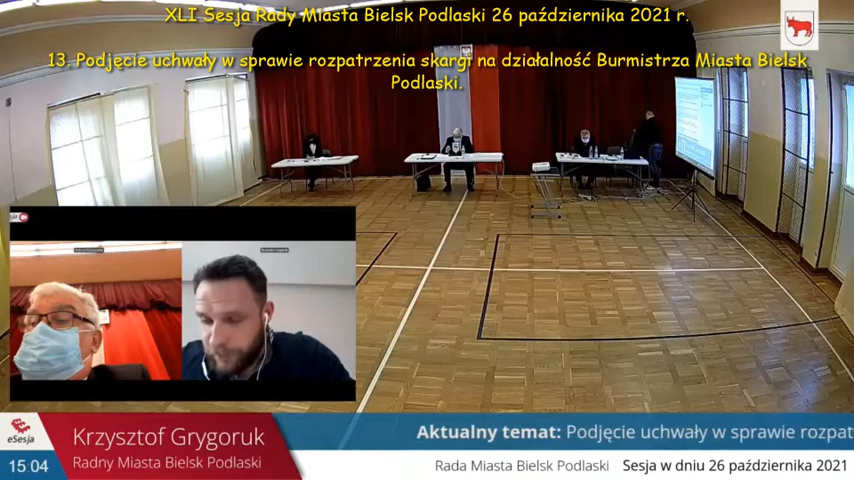 XLI Sesja Rady Miasta Bielsk Podlaski 26 października 2021 r.
13. Podjęcie uchwały w sprawie rozpatrzenia skargi na działalność Burmistrza Miasta Bielsk
Podlaski.
eSesja
15:04
Krzysztof Grygoruk
Radny Miasta Bielsk Podlaski
Aktualny temat: Podjęcie uchwały w sprawie rozpat
Rada Miasta Bielsk Podlaski
Sesja w dniu 26 października 2021